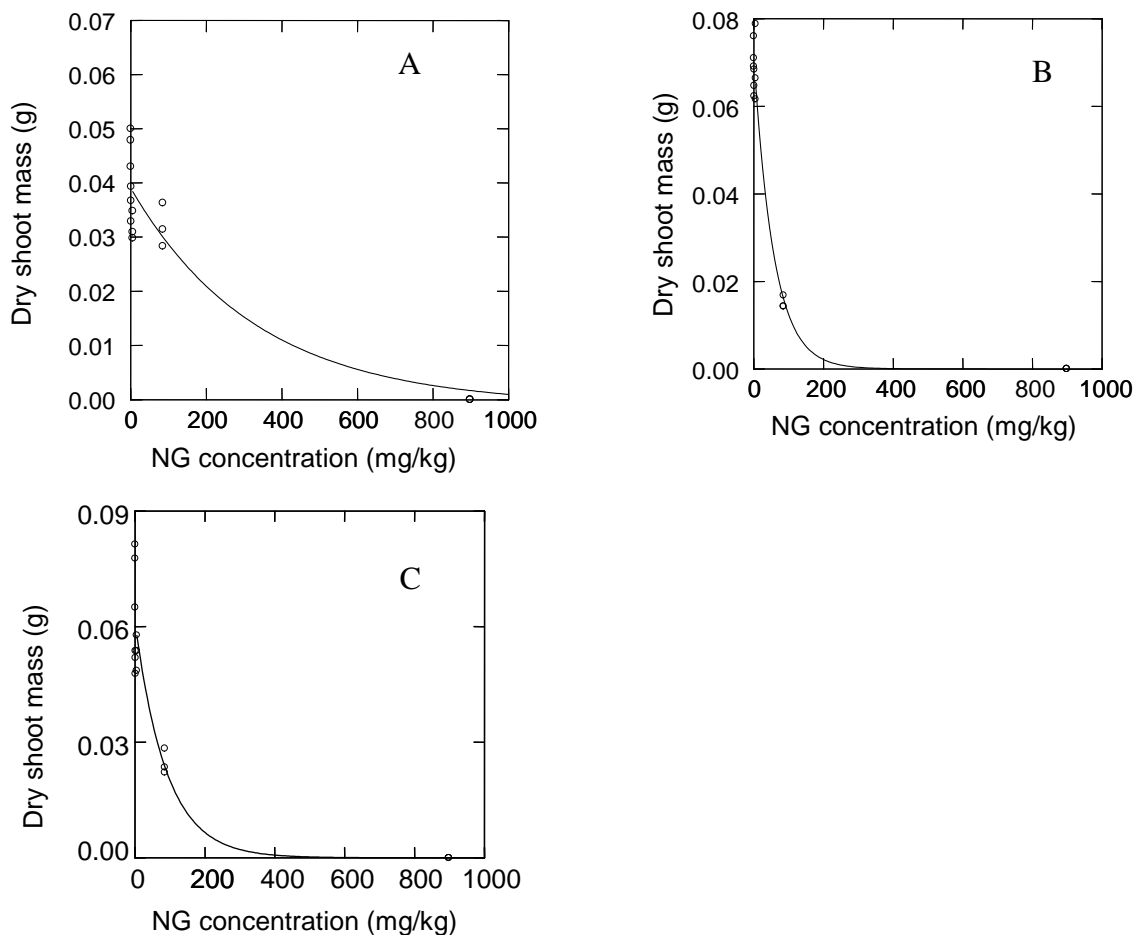 0.07
0.06
0.05
0.04
0.03
0.02
0.01
0.00
Dry shoot mass (g)
A
0 200 400 600 800 1000
NG concentration (mg/kg)
0.08
0.06
0.04
0.02
0.00
Dry shoot mass (g)
B
0 200 400 600 800 1000
NG concentration (mg/kg)
0.09
0.06
0.03
0.00
Dry shoot mass (g)
C
0 200 400 600 800 1000
NG concentration (mg/kg)